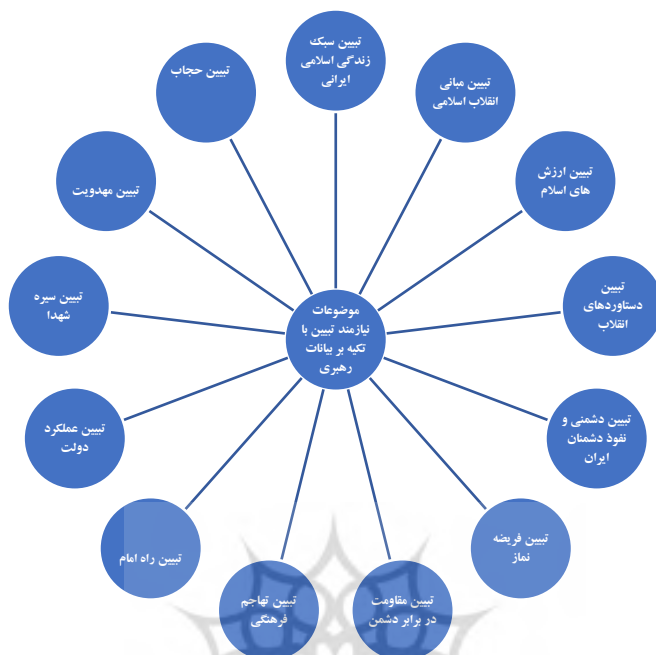 تبیین سبک
زندگی اسلامی
ایرانی
تبیین مبانی
انقلاب اسلامی
تبیین ارزش
های اسلام
تبیین
دستاوردهای
انقلاب
تبیین دشمنی و
نفوذ دشمنان
ایران
تبیین فریضه
نماز
تبیین مقاومت
در برابر دشمن
تبیین تهاجم
فرهنگی
تبیین راه امام
تبیین عملکرد
دولت
تبیین سیره
شهدا
تبیین مهدویت
تبیین حجاب
موضوعات
نیازمند تبیین با
تکیه بر بیانات
رهبری